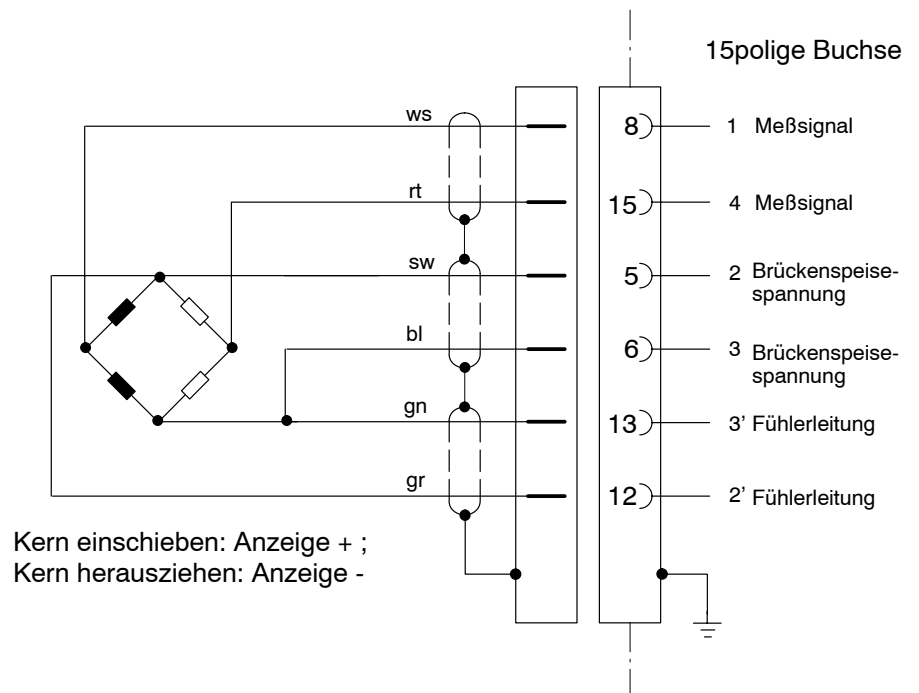 15polige Buchse
ws 8 1 Meßsignal
rt 15 4 Meßsignal
sw 5 2 Brückenspeise-
spannung
bl 6 3 Brückenspeise-
spannung
gn 13 3' Fühlerleitung
gr 12 2' Fühlerleitung
Kern einschieben: Anzeige + ;
Kern herausziehen: Anzeige -